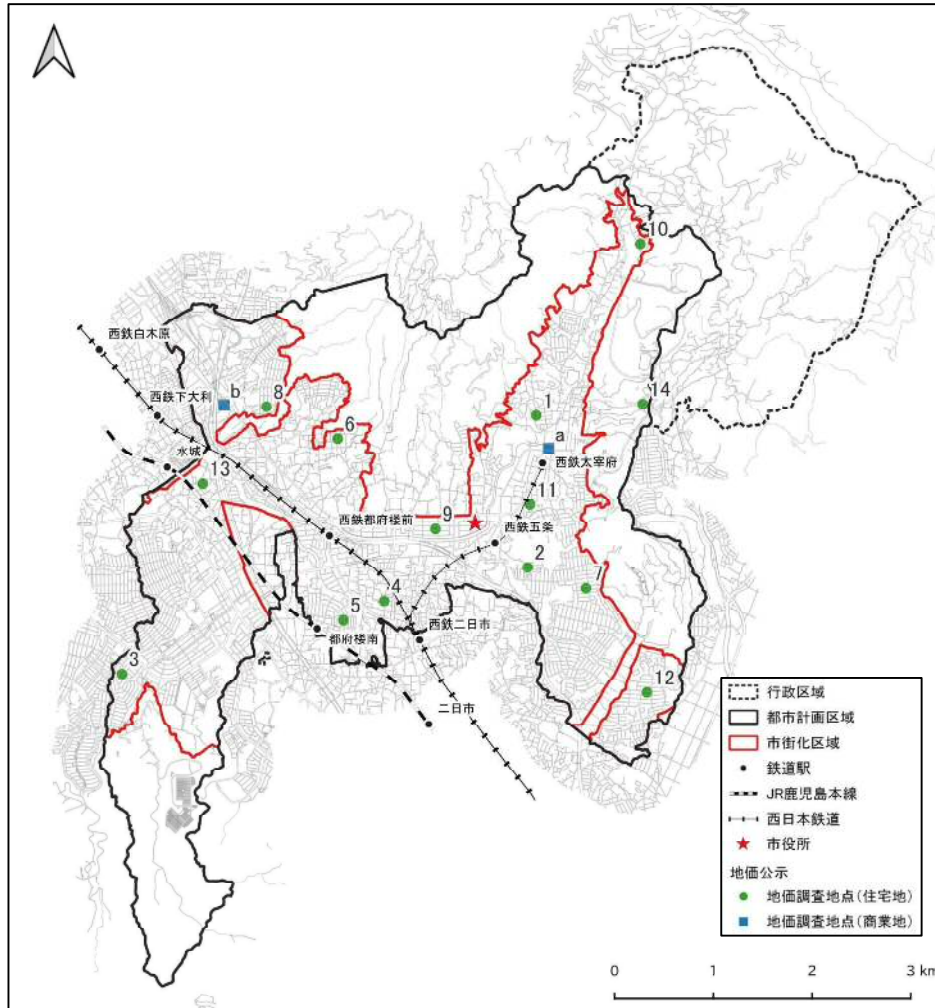 10
西鉄白木原
西鉄下大利
b
8
1
14
6
a
水城
西鉄太宰府
13
11
西鉄都府楼前
9
西鉄五条
2
7
4
5
西鉄二日市
都府楼南
3
12
二日市
行政区域
都市計画区域
市街化区域
鉄道駅
JR鹿児島本線
西日本鉄道
市役所
地価公示
地価調査地点(住宅地)
地価調査地点(商業地)
0 1 2 3 km